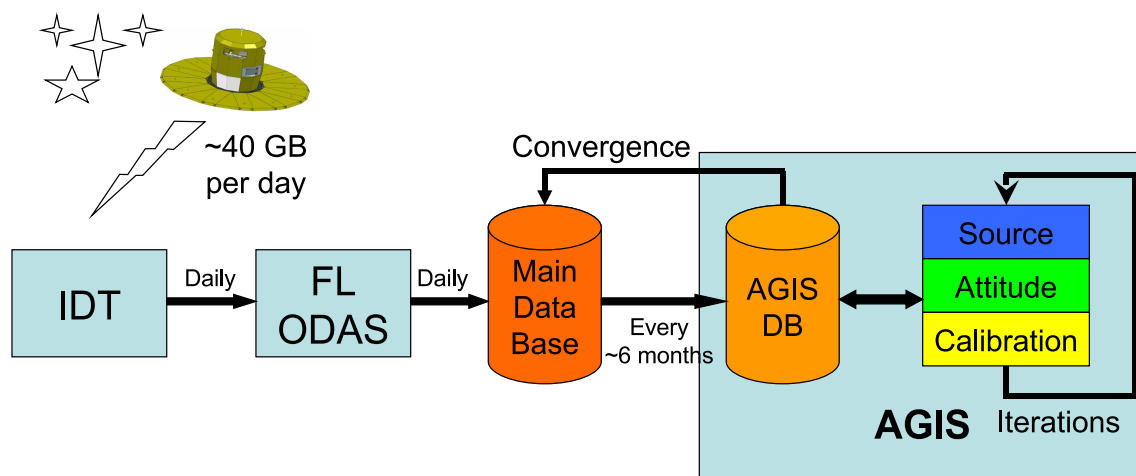 ~40 GB
per day
Convergence
IDT
Daily
FL
ODAS
Daily
Main
Data
Base
Every
~6 months
AGIS
DB
Source
Attitude
Calibration
AGIS
Iterations